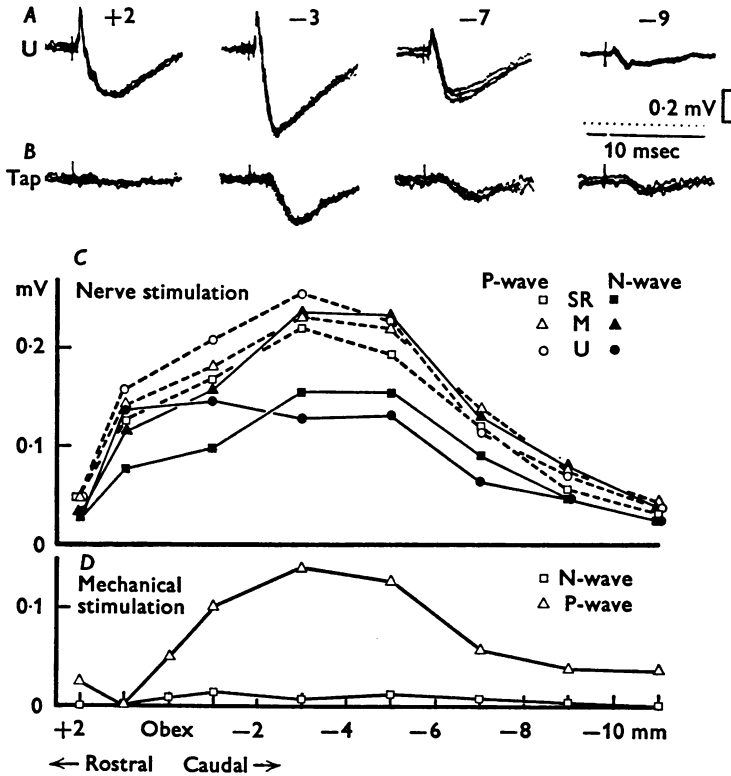 A +2 −3 −7 −9
U
0·2 mV
10 msec
B
Tap
C
mV Nerve stimulation P-wave N-wave
SR
M
U
0·2
0·1
0
D
Mechanical
stimulation
N-wave
P-wave
0·1
0
+2 Obex −2 −4 −6 −8 −10 mm
← Rostral Caudal →